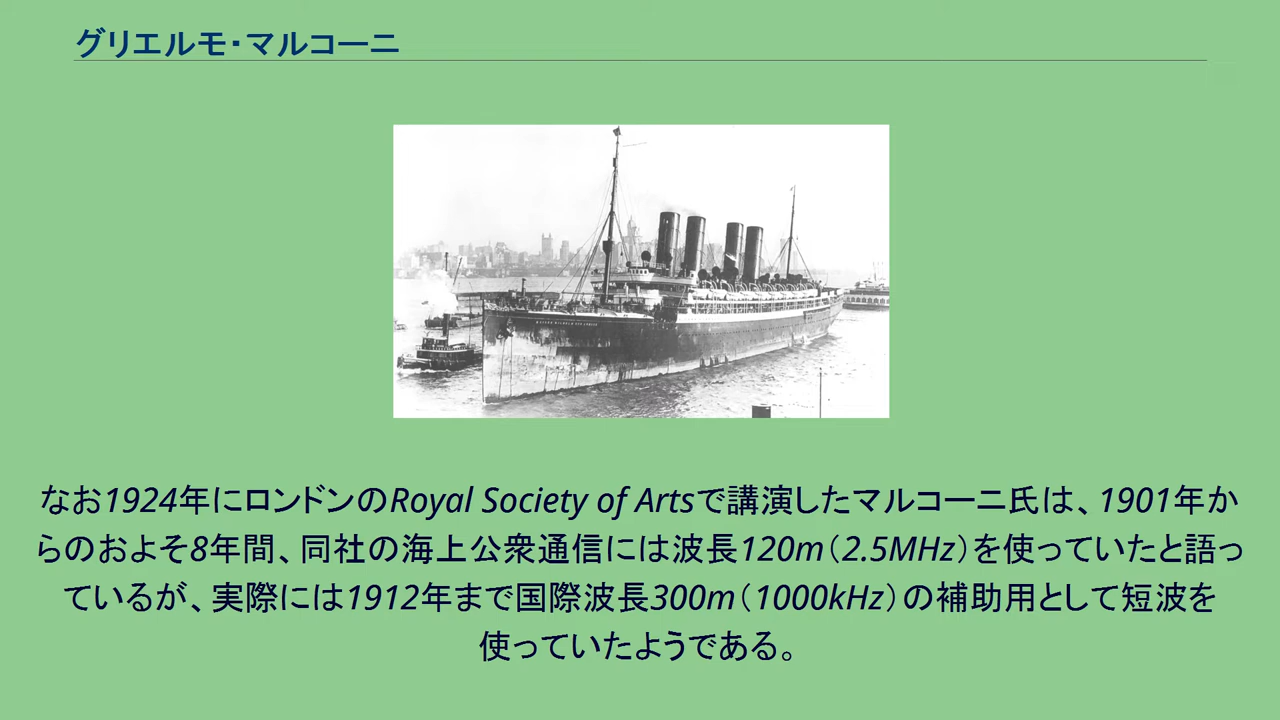 グリエルモ・マルコーニ
なお1924年にロンドンのRoyal Society of Artsで講演したマルコーニ氏は、1901年か
らのおよそ8年間、同社の海上公衆通信には波長120m（2.5MHz）を使っていたと語っ
ているが、実際には1912年まで国際波長300m（1000kHz）の補助用として短波を
使っていたようである。